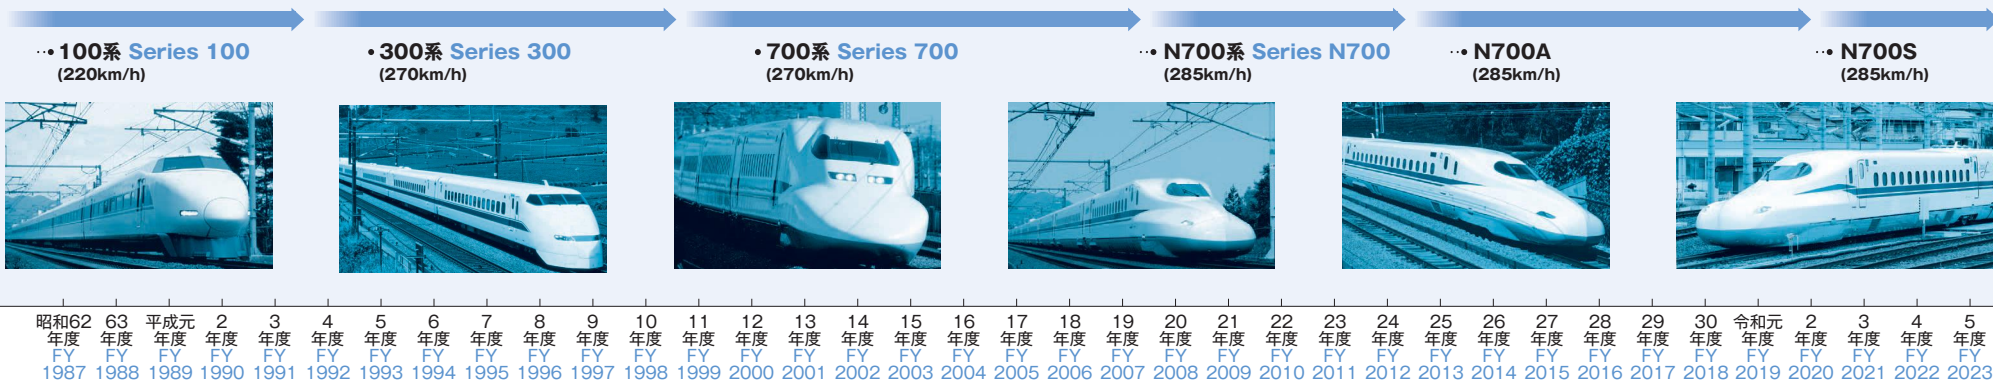 100系 Series 100
(220km/h)
300系 Series 300
(270km/h)
700系 Series 700
(270km/h)
N700系 Series N700
(285km/h)
N700A
(285km/h)
N700S
(285km/h)
昭和62 63 平成元 2 3 4 5 6 7 8 9 10 11 12 13 14 15 16 17 18 19 20 21 22 23 24 25 26 27 28 29 30 令和元 2 3 4 5
年度 年度 年度 年度 年度 年度 年度 年度 年度 年度 年度 年度 年度 年度 年度 年度 年度 年度 年度 年度 年度 年度 年度 年度 年度 年度 年度 年度 年度 年度 年度 年度 年度 年度 年度 年度 年度
FY FY FY FY FY FY FY FY FY FY FY FY FY FY FY FY FY FY FY FY FY FY FY FY FY FY FY FY FY FY FY FY FY FY FY FY FY
1987 1988 1989 1990 1991 1992 1993 1994 1995 1996 1997 1998 1999 2000 2001 2002 2003 2004 2005 2006 2007 2008 2009 2010 2011 2012 2013 2014 2015 2016 2017 2018 2019 2020 2021 2022 2023